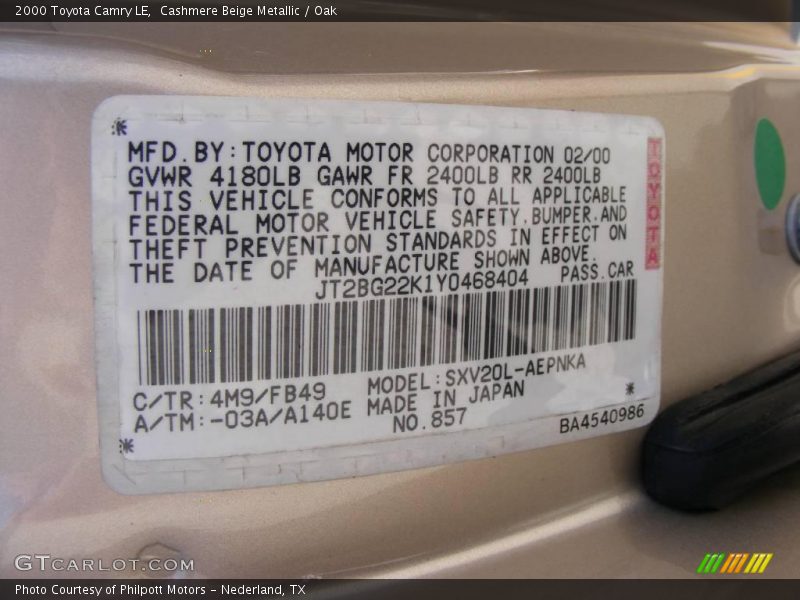 2000 Toyota Camry LE,  Cashmere Beige Metallic / Oak
MFD.BY:TOYOTA MOTOR CORPORATION 02/00
GVWR 4180LB GAWR FR 2400LB RR 2400LB
THIS VEHICLE CONFORMS TO ALL APPLICABLE
FEDERAL MOTOR VEHICLE SAFETY.BUMPER.AND
THEFT PREVENTION STANDARDS IN EFFECT ON
THE DATE OF MANUFACTURE SHOWN ABOVE.
JT2BG22K1Y0468404 PASS.CAR
TOYOTA
C/TR:4M9/FB49 MODEL:SXV20L-AEPNKA
A/TM:-03A/A140E MADE IN JAPAN
NO.857 BA4540986
GTCARLOT.COM
Photo Courtesy of Philpott Motors - Nederland, TX